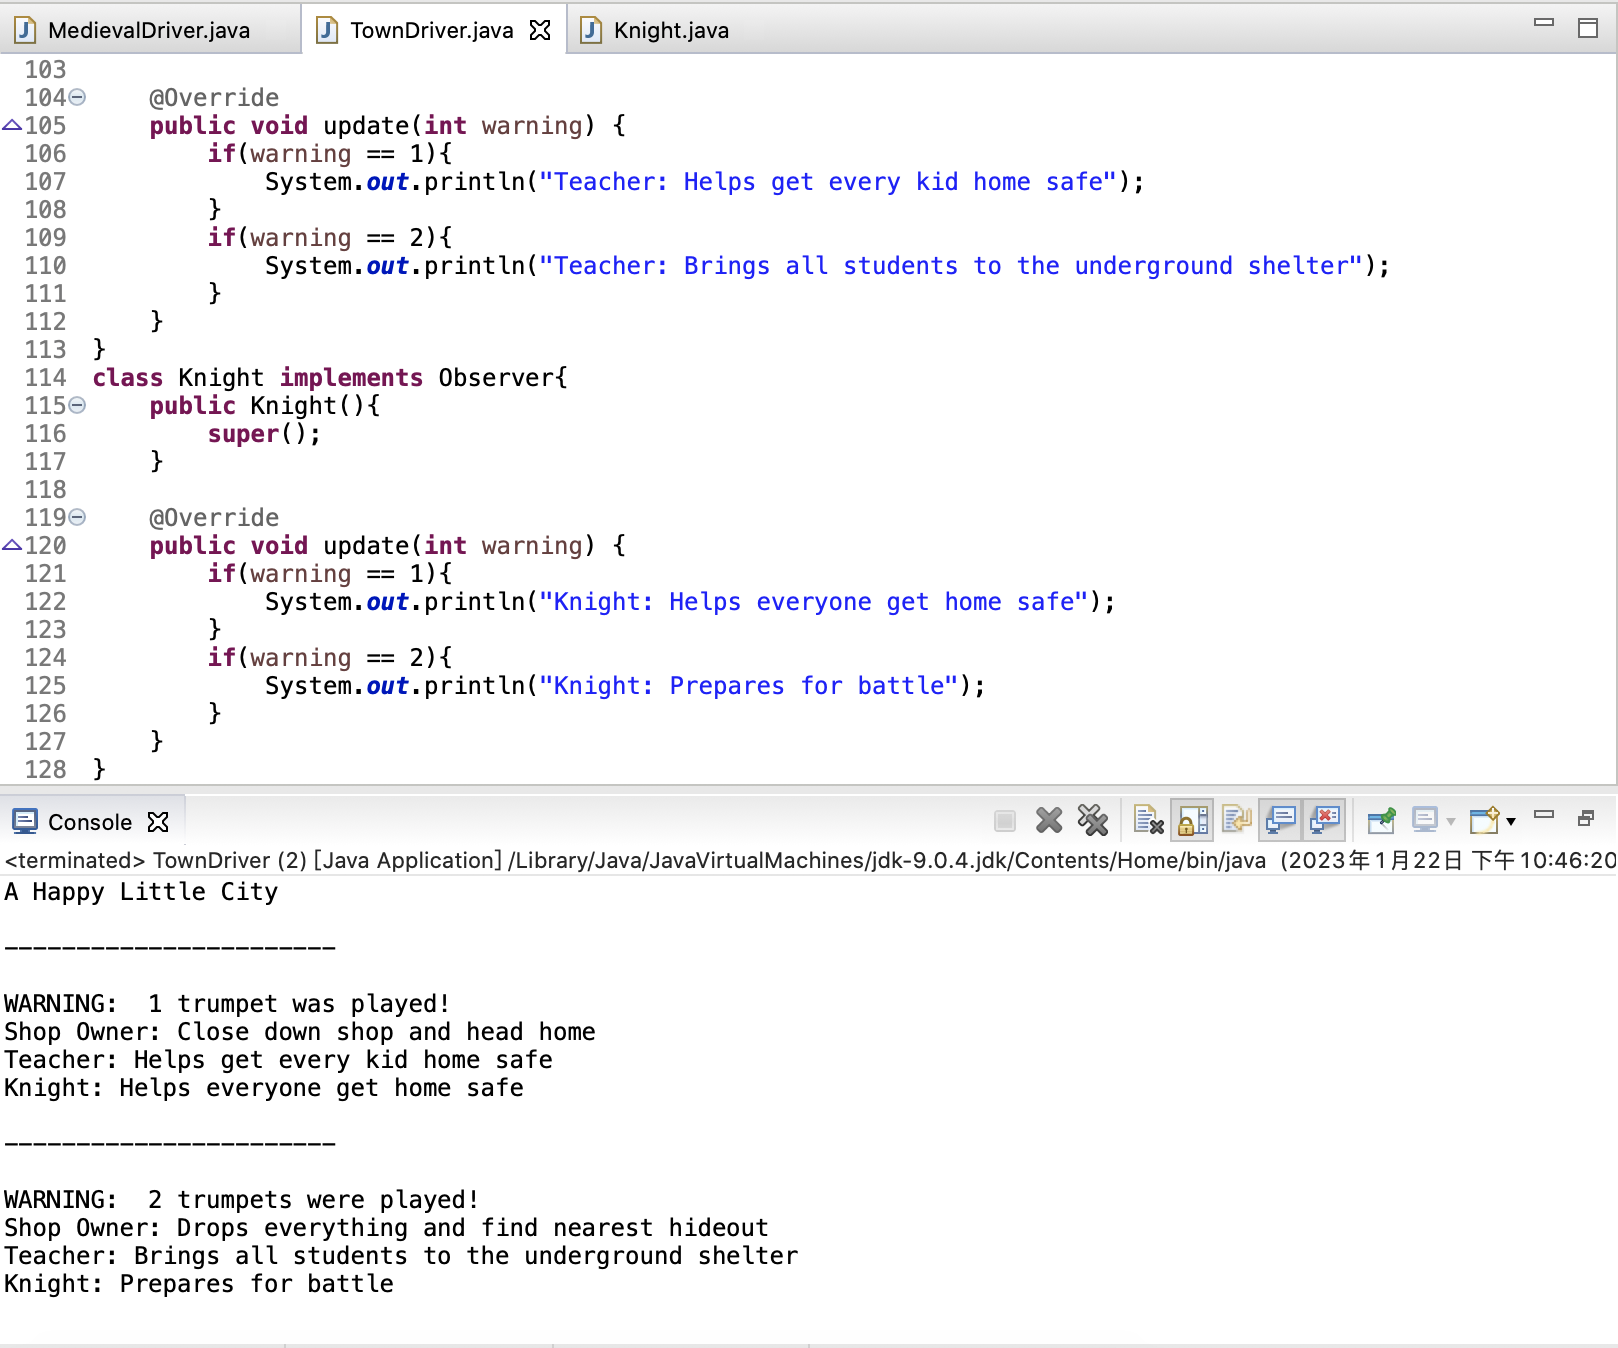 MedievalDriver.java TownDriver.java Knight.java
103
104 @Override
105 public void update(int warning) {
106 if(warning == 1){
107 System.out.println("Teacher: Helps get every kid home safe");
108 }
109 if(warning == 2){
110 System.out.println("Teacher: Brings all students to the underground shelter");
111 }
112 }
113 }
114 class Knight implements Observer{
115 public Knight(){
116 super();
117 }
118
119 @Override
120 public void update(int warning) {
121 if(warning == 1){
122 System.out.println("Knight: Helps everyone get home safe");
123 }
124 if(warning == 2){
125 System.out.println("Knight: Prepares for battle");
126 }
127 }
128 }
Console
<terminated> TownDriver (2) [Java Application] /Library/Java/JavaVirtualMachines/jdk-9.0.4.jdk/Contents/Home/bin/java (2023年1月22日 下午10:46:20
A Happy Little City
-----------------------
WARNING:  1 trumpet was played!
Shop Owner: Close down shop and head home
Teacher: Helps get every kid home safe
Knight: Helps everyone get home safe
-----------------------
WARNING:  2 trumpets were played!
Shop Owner: Drops everything and find nearest hideout
Teacher: Brings all students to the underground shelter
Knight: Prepares for battle